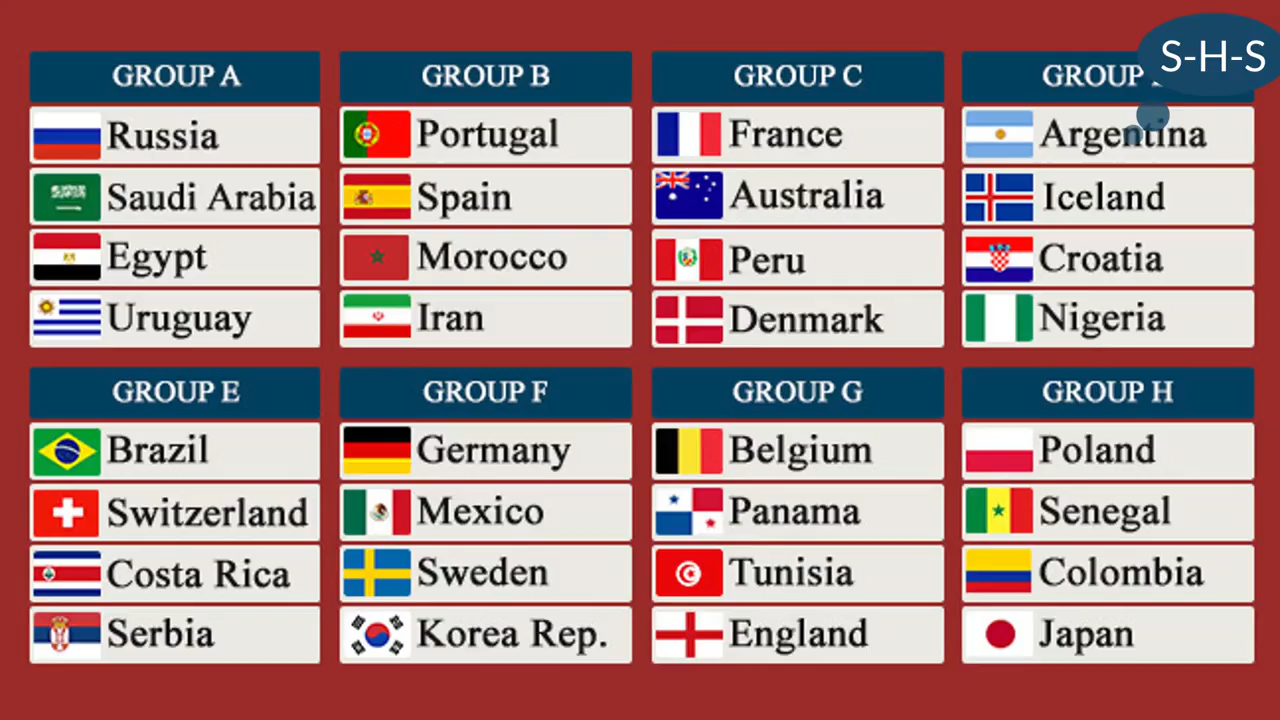 S-H-S
GROUP A
Russia
Saudi Arabia
Egypt
Uruguay
GROUP B
Portugal
Spain
Morocco
Iran
GROUP C
France
Australia
Peru
Denmark
GROUP
Argentina
Iceland
Croatia
Nigeria
GROUP E
Brazil
Switzerland
Costa Rica
Serbia
GROUP F
Germany
Mexico
Sweden
Korea Rep.
GROUP G
Belgium
Panama
Tunisia
England
GROUP H
Poland
Senegal
Colombia
Japan